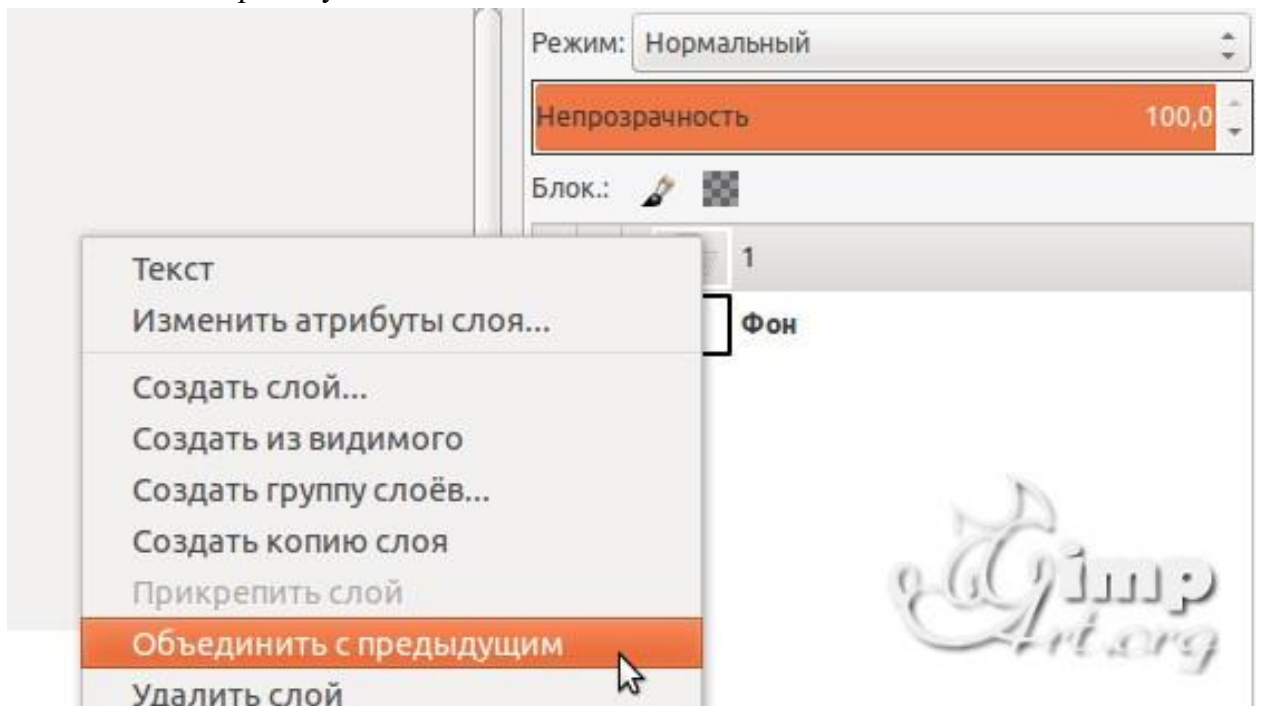 Режим: Нормальный
Непрозрачность 100,0
Блок.:
1
Фон
Текст
Изменить атрибуты слоя...
Создать слой...
Создать из видимого
Создать группу слоёв...
Создать копию слоя
Прикрепить слой
Объединить с предыдущим
Удалить слой
Gimp
Art.org